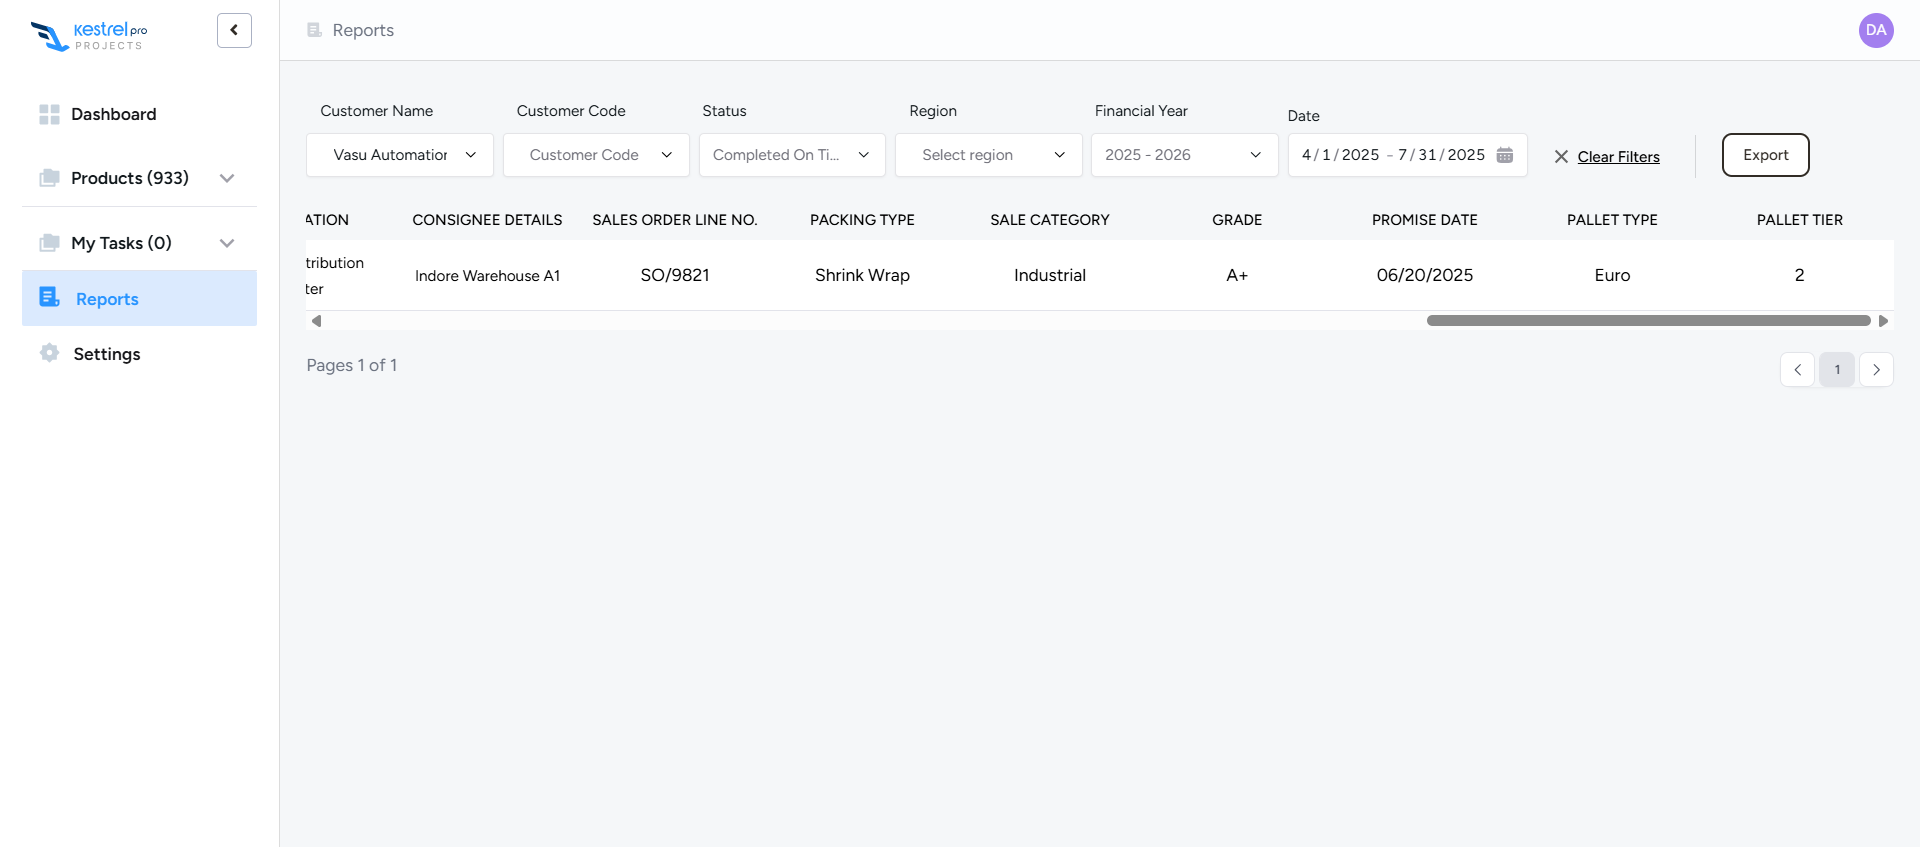 Kestrel pro
PROJECTS
Reports
DA
Dashboard
Products (933)
My Tasks (0)
Reports
Settings
Customer Name
Customer Code
Status
Region
Financial Year
Date
Vasu Automation
Customer Code
Completed On Ti...
Select region
2025 - 2026
4/1/2025 – 7/31/2025
Clear Filters
Export
ATION
CONSIGNEE DETAILS
SALES ORDER LINE NO.
PACKING TYPE
SALE CATEGORY
GRADE
PROMISE DATE
PALLET TYPE
PALLET TIER
tribution
ter
Indore Warehouse A1
SO/9821
Shrink Wrap
Industrial
A+
06/20/2025
Euro
2
Pages 1 of 1
1